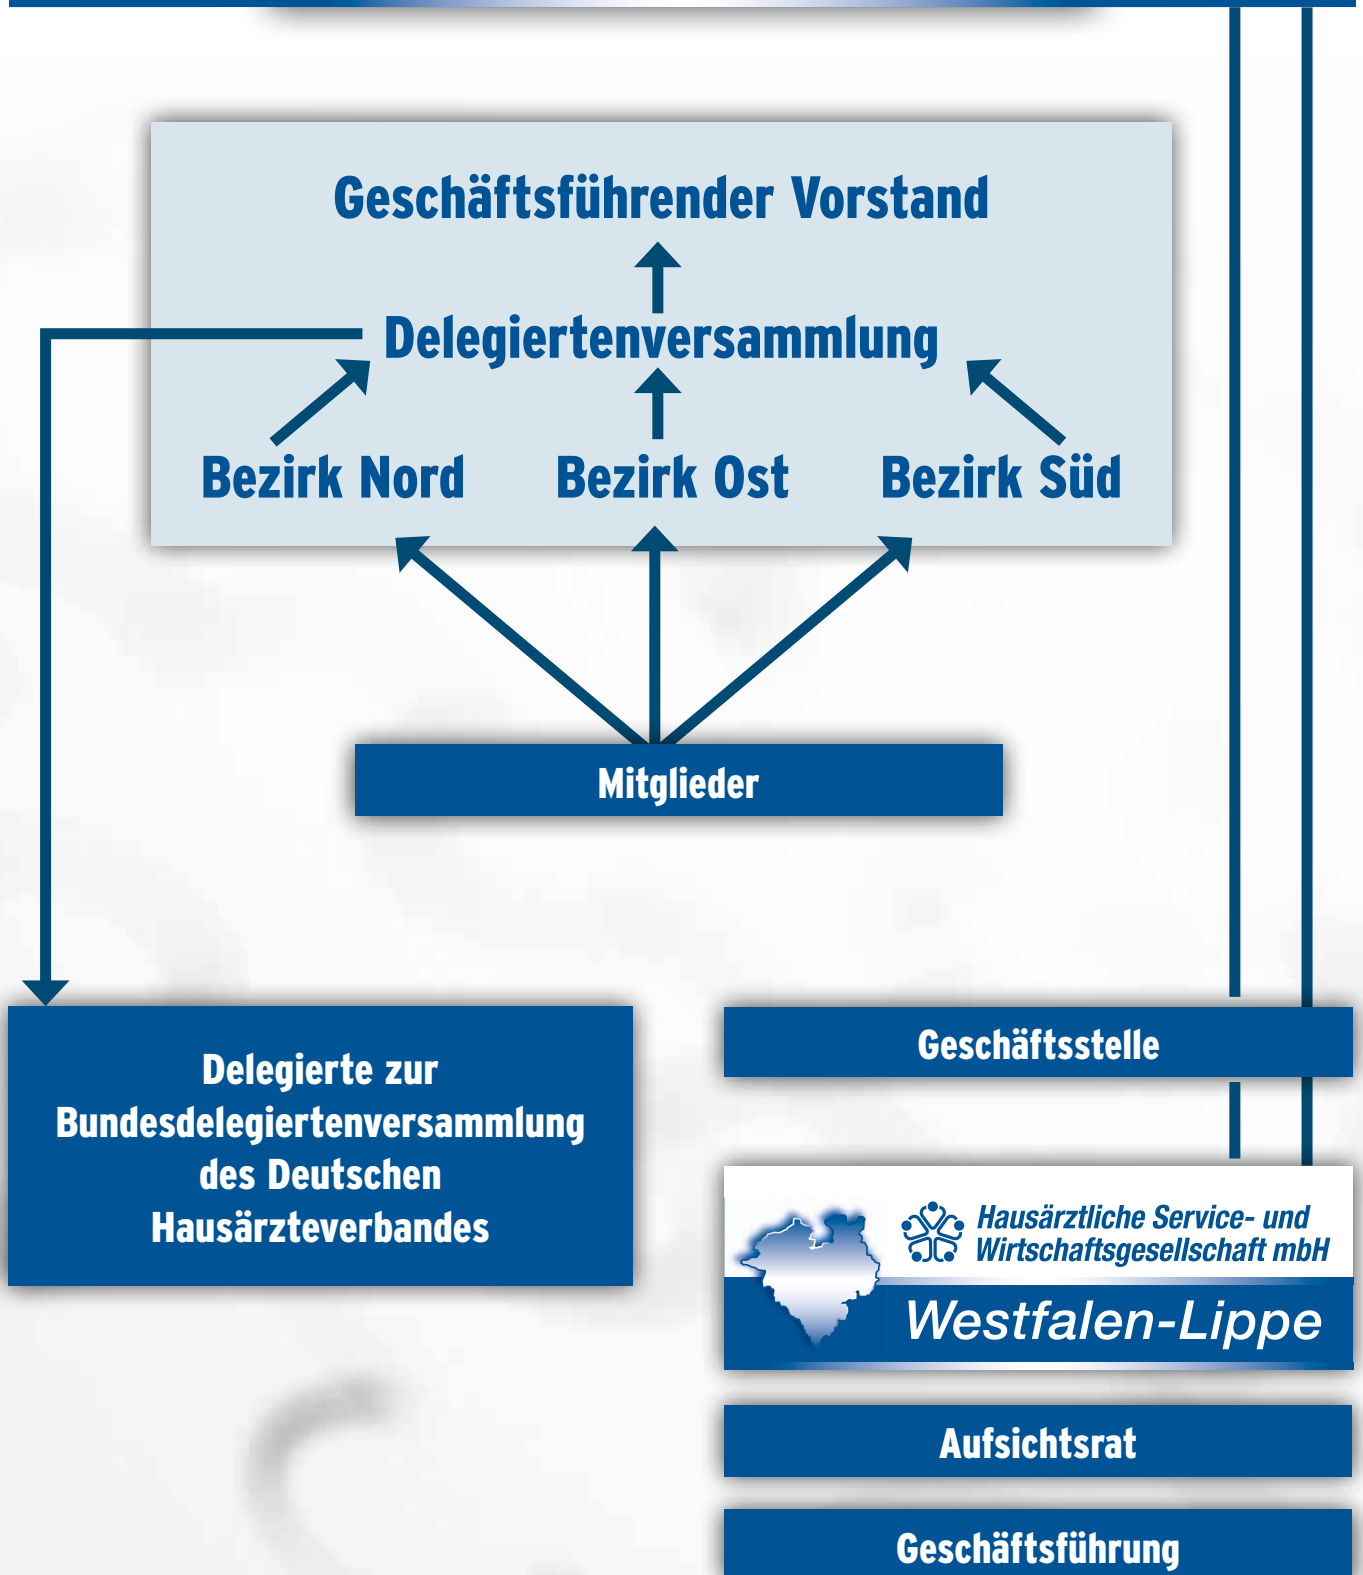 Geschäftsführender Vorstand
Delegiertenversammlung
Bezirk Nord
Bezirk Ost
Bezirk Süd
Mitglieder
Delegierte zur
Bundesdelegiertenversammlung
des Deutschen
Hausärzteverbandes
Geschäftsstelle
Hausärztliche Service- und
Wirtschaftsgesellschaft mbH
Westfalen-Lippe
Aufsichtsrat
Geschäftsführung